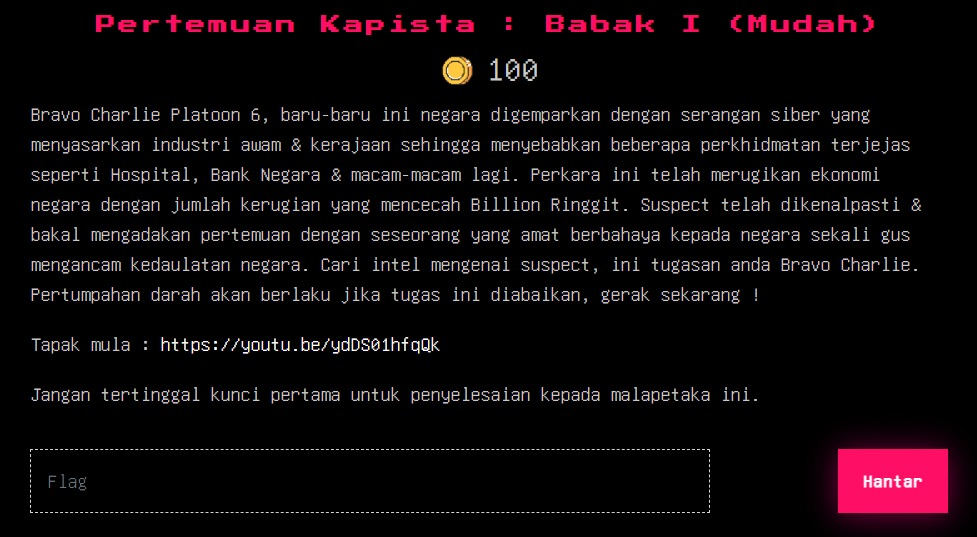 Pertemuan Kapista : Babak I (Mudah)
100
Bravo Charlie Platoon 6, baru-baru ini negara digemparkan dengan serangan siber yang
menyasarkan industri awam & kerajaan sehingga menyebabkan beberapa perkhidmatan terjejas
seperti Hospital, Bank Negara & macam-macam lagi. Perkara ini telah merugikan ekonomi
negara dengan jumlah kerugian yang mencecah Billion Ringgit. Suspect telah dikenalpasti &
bakal mengadakan pertemuan dengan seseorang yang amat berbahaya kepada negara sekali gus
mengancam kedaulatan negara. Cari intel mengenai suspect, ini tugasan anda Bravo Charlie.
Pertumpahan darah akan berlaku jika tugas ini diabaikan, gerak sekarang !
Tapak mula : https://youtu.be/ydDS01hfqQk
Jangan tertinggal kunci pertama untuk penyelesaian kepada malapetaka ini.
Flag
Hantar